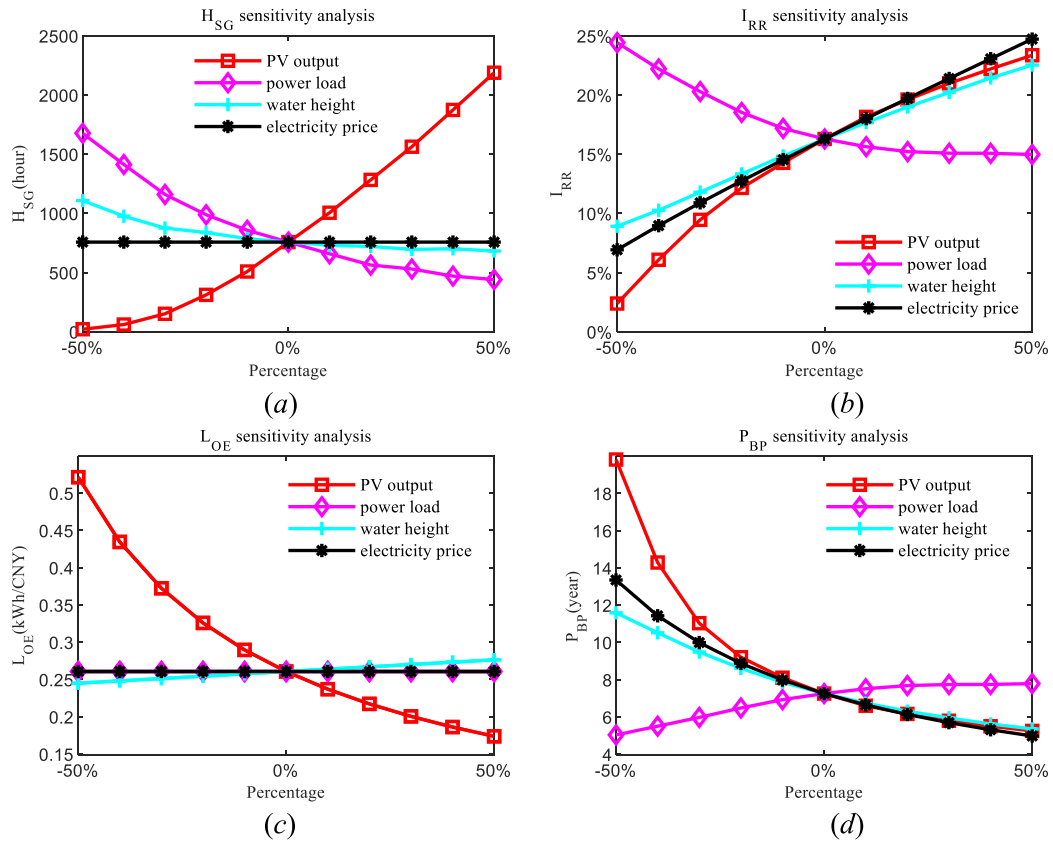 H_SG sensitivity analysis
2500
2000
1500
1000
500
0
H_SG(hour)
PV output
power load
water height
electricity price
-50% 0% 50%
Percentage
(a)
I_RR sensitivity analysis
25%
20%
15%
10%
5%
0%
I_RR
PV output
power load
water height
electricity price
-50% 0% 50%
Percentage
(b)
L_OE sensitivity analysis
0.5
0.45
0.4
0.35
0.3
0.25
0.2
0.15
L_OE(kWh/CNY)
PV output
power load
water height
electricity price
-50% 0% 50%
Percentage
(c)
P_BP sensitivity analysis
18
16
14
12
10
8
6
4
P_BP(year)
PV output
power load
water height
electricity price
-50% 0% 50%
Percentage
(d)